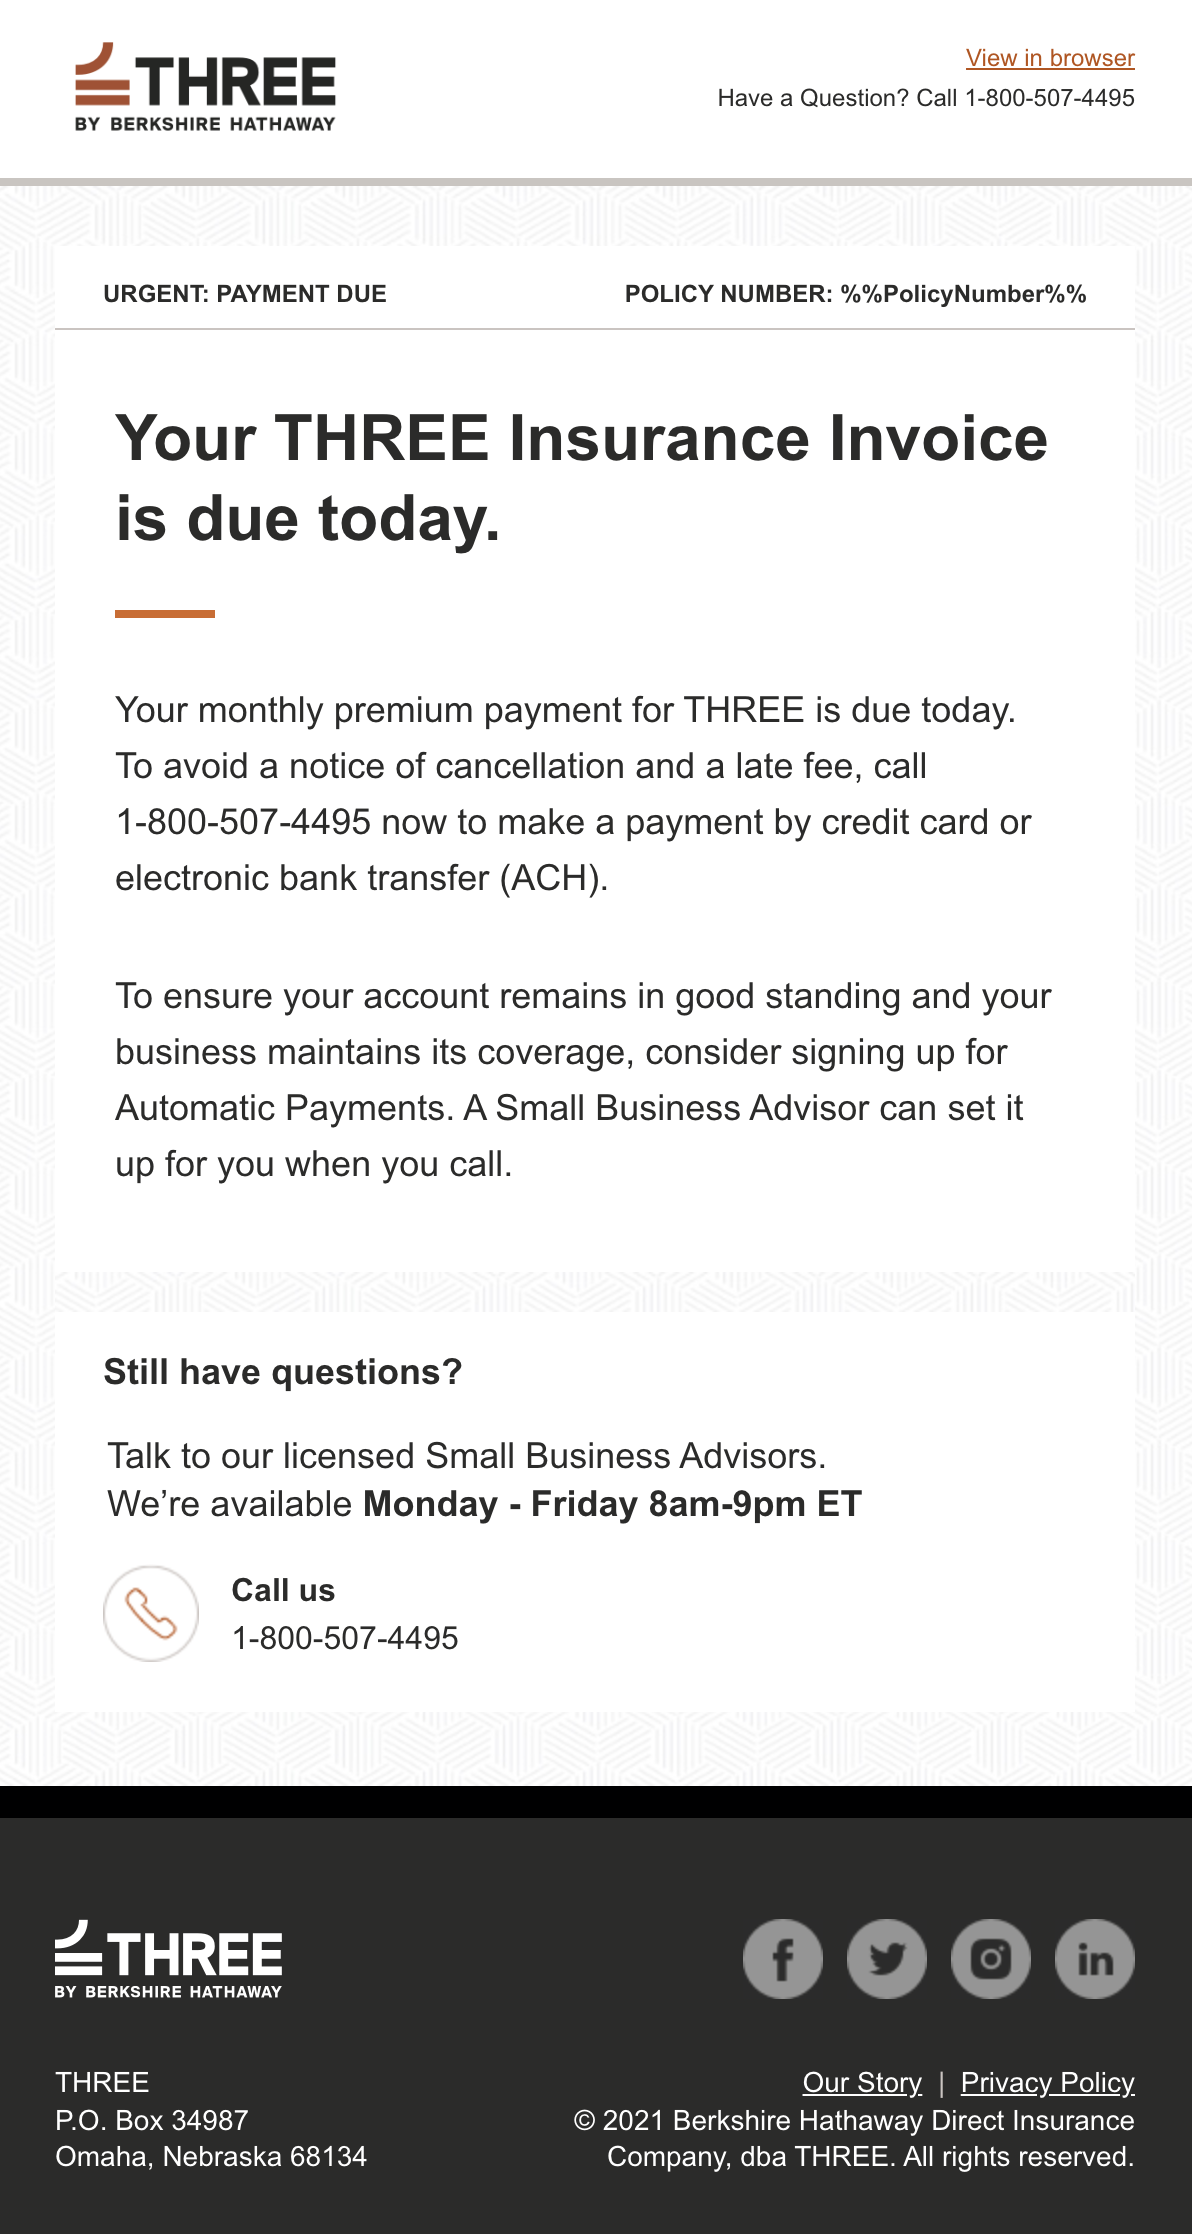 THREE
BY BERKSHIRE HATHAWAY
View in browser
Have a Question? Call 1-800-507-4495
URGENT: PAYMENT DUE
POLICY NUMBER: %%PolicyNumber%%
Your THREE Insurance Invoice
is due today.
Your monthly premium payment for THREE is due today.
To avoid a notice of cancellation and a late fee, call
1-800-507-4495 now to make a payment by credit card or
electronic bank transfer (ACH).
To ensure your account remains in good standing and your
business maintains its coverage, consider signing up for
Automatic Payments. A Small Business Advisor can set it
up for you when you call.
Still have questions?
Talk to our licensed Small Business Advisors.
We’re available Monday - Friday 8am-9pm ET
Call us
1-800-507-4495
THREE
BY BERKSHIRE HATHAWAY
THREE
P.O. Box 34987
Omaha, Nebraska 68134
Our Story | Privacy Policy
© 2021 Berkshire Hathaway Direct Insurance
Company, dba THREE. All rights reserved.